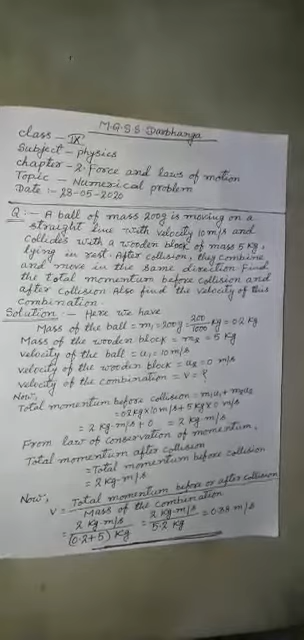 M.G.S.S. Darbhanga
class - IX
Subject - physics
chapter - 2. Force and laws of motion
Topic - Numerical problem
Date :- 28-05-2020
Q :- A ball of mass 200g is moving on a
straight line with velocity 10 m/s and
collides with a wooden block of mass 5 kg,
lying in rest. After collision, they combine
and move in the same direction. Find
the total momentum before collision and
after collision. Also find the velocity of this
combination.
Solution :- Here we have
Mass of the ball = m₁ = 200g = 200/1000 kg = 0.2 kg
Mass of the wooden block = m₂ = 5 kg
velocity of the ball = u₁ = 10 m/s
velocity of the wooden block = u₂ = 0 m/s
velocity of the combination = v = ?
Now,
Total momentum before collision = m₁u₁ + m₂u₂
= 0.2 kg × 10 m/s + 5 kg × 0 m/s
= 2 kg·m/s + 0 = 2 kg·m/s
From law of conservation of momentum,
Total momentum after collision
= Total momentum before collision
= 2 kg·m/s
Now, v = Total momentum before or after collision / Mass of the combination
= 2 kg·m/s / (0.2+5) kg = 2 kg·m/s / 5.2 kg = 0.38 m/s